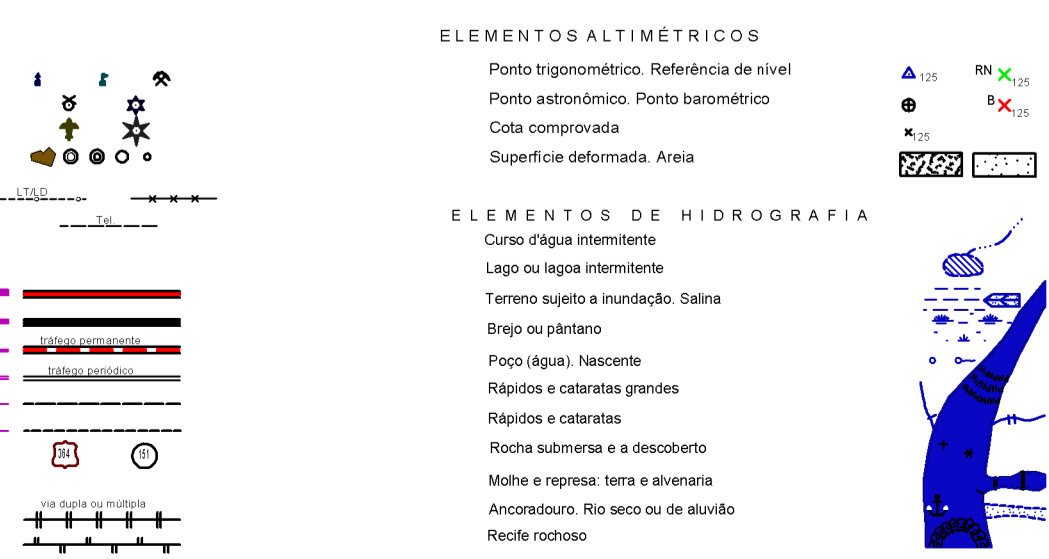 LT/LD
Tel.
tráfego permanente
tráfego periódico
364
151
via dupla ou múltipla
ELEMENTOS ALTIMÉTRICOS
Ponto trigonométrico. Referência de nível
125
RN
125
Ponto astronômico. Ponto barométrico
B
125
Cota comprovada
125
Superfície deformada. Areia
ELEMENTOS DE HIDROGRAFIA
Curso d'água intermitente
Lago ou lagoa intermitente
Terreno sujeito a inundação. Salina
Brejo ou pântano
Poço (água). Nascente
Rápidos e cataratas grandes
Rápidos e cataratas
Rocha submersa e a descoberto
Molhe e represa: terra e alvenaria
Ancoradouro. Rio seco ou de aluvião
Recife rochoso